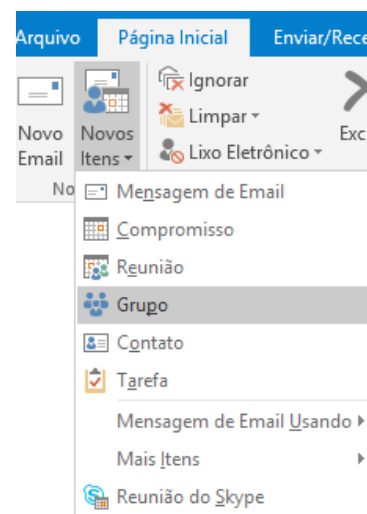 Arquivo Página Inicial Enviar/Rece
Ignorar
Limpar
Lixo Eletrônico
Novo Email
Novos Itens
Exc
No
Mensagem de Email
Compromisso
Reunião
Grupo
Contato
Tarefa
Mensagem de Email Usando
Mais Itens
Reunião do Skype